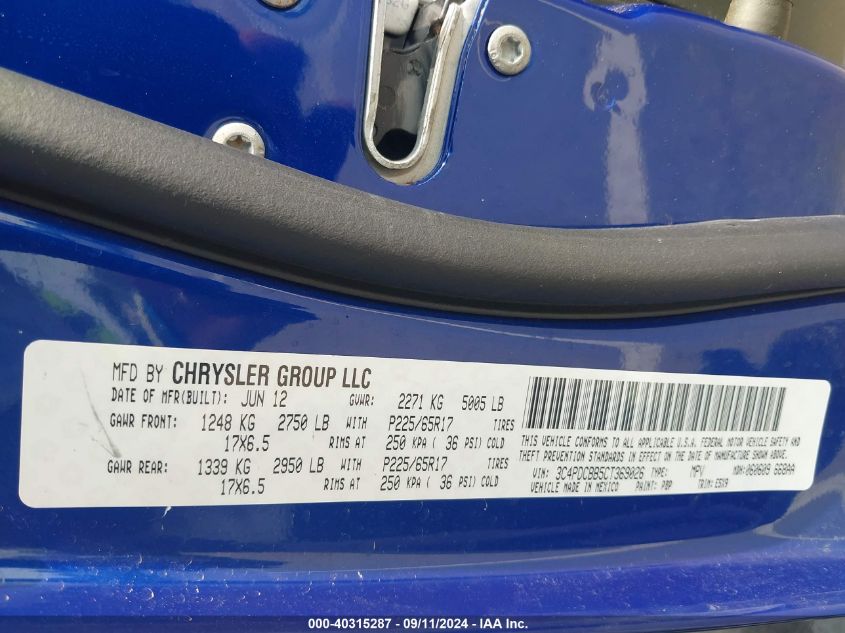 MFD BY CHRYSLER GROUP LLC
DATE OF MFR(BUILT): JUN 12 GVWR: 2271 KG 5005 LB
GAWR FRONT: 1248 KG 2750 LB WITH P225/65R17 TIRES
17X6.5 RIMS AT 250 KPA ( 36 PSI) COLD
GAWR REAR: 1339 KG 2950 LB WITH P225/65R17 TIRES
17X6.5 RIMS AT 250 KPA ( 36 PSI) COLD
THIS VEHICLE CONFORMS TO ALL APPLICABLE U.S.A. FEDERAL MOTOR VEHICLE SAFETY AND
THEFT PREVENTION STANDARDS IN EFFECT ON THE DATE OF MANUFACTURE SHOWN ABOVE.
VIN: 3C4PDCBB5CT369026 TYPE: MPV MDH: 060609 668AA
VEHICLE MADE IN MEXICO PAINT: PBP TRIM: E5X9
000-40315287 - 09/11/2024 - © IAA, Inc.